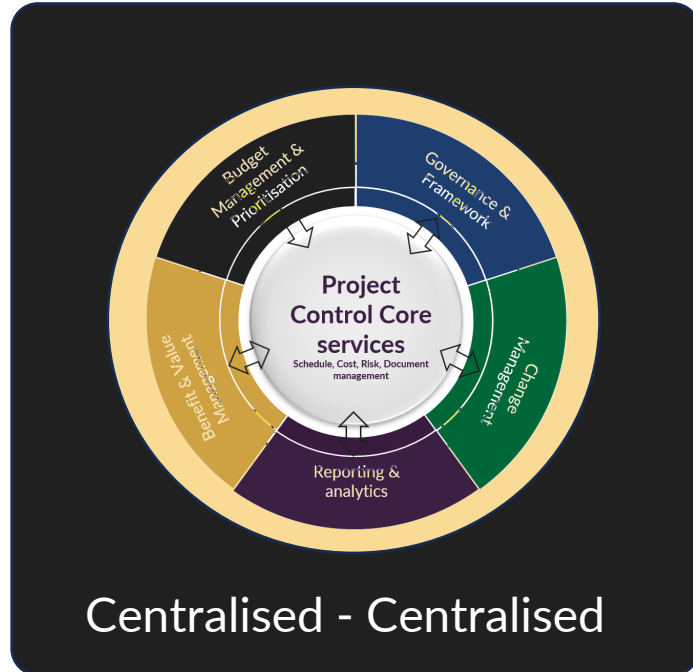 Budget
Management &
Prioritisation
Governance &
Framework
Project
Control Core
services
Schedule, Cost, Risk, Document
management
Benefit & Value
Management
Change
Management
Reporting &
analytics
Centralised - Centralised